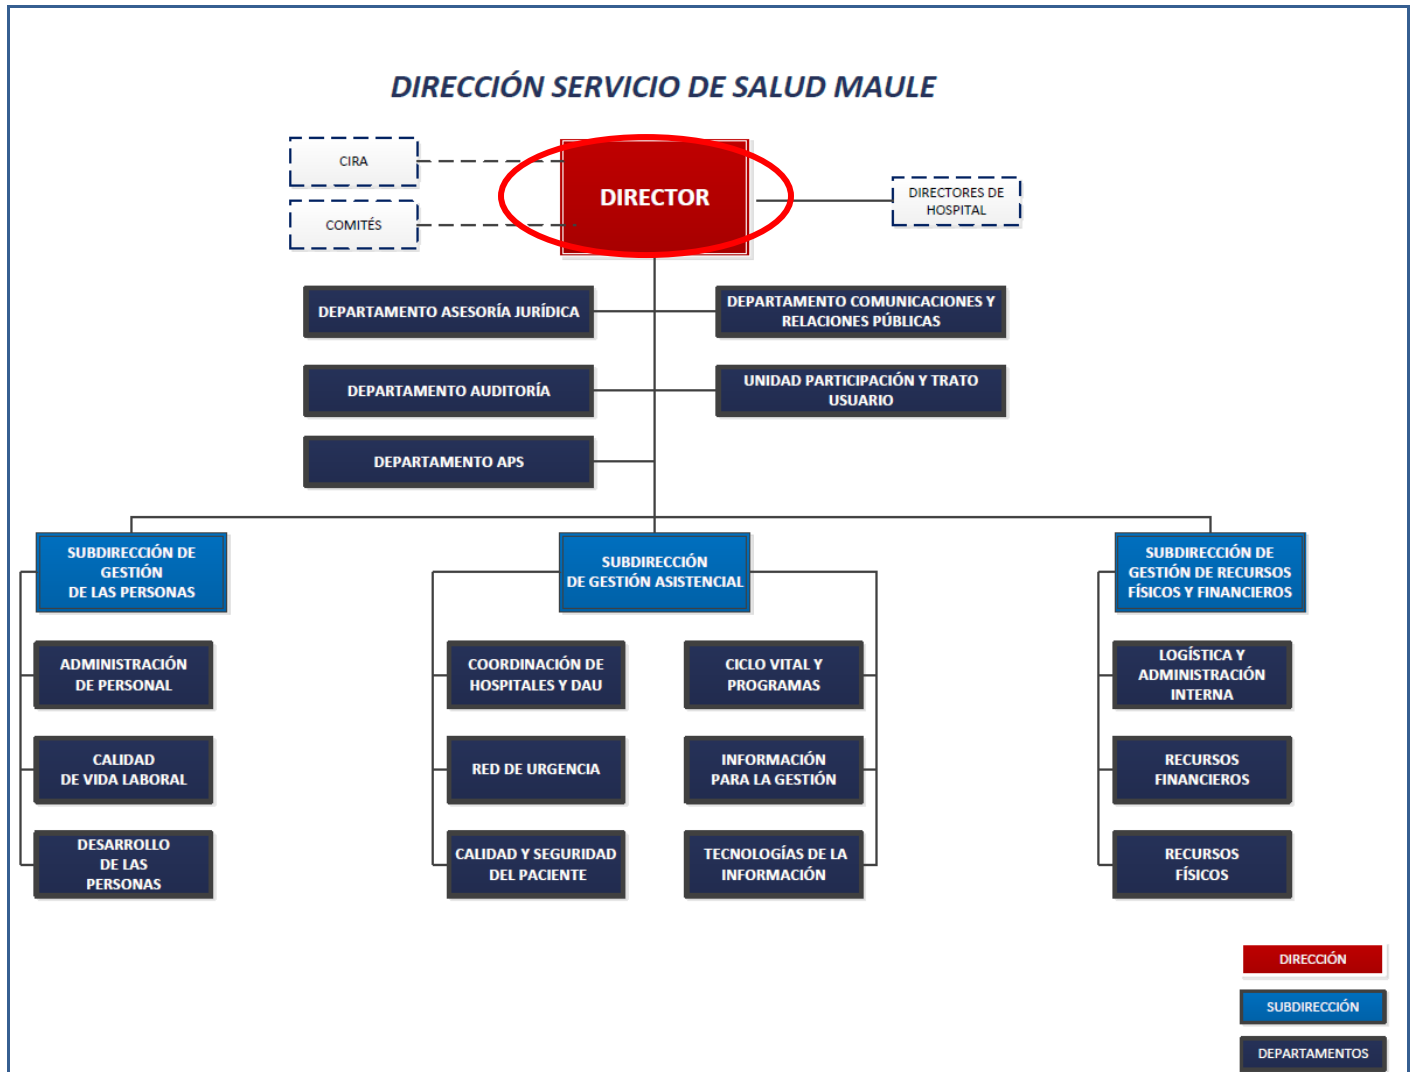 DIRECCIÓN SERVICIO DE SALUD MAULE
CIRA
COMITÉS
DIRECTOR
DIRECTORES DE
HOSPITAL
DEPARTAMENTO ASESORÍA JURÍDICA
DEPARTAMENTO COMUNICACIONES Y
RELACIONES PÚBLICAS
DEPARTAMENTO AUDITORÍA
UNIDAD PARTICIPACIÓN Y TRATO
USUARIO
DEPARTAMENTO APS
SUBDIRECCIÓN DE
GESTIÓN
DE LAS PERSONAS
SUBDIRECCIÓN
DE GESTIÓN ASISTENCIAL
SUBDIRECCIÓN DE
GESTIÓN DE RECURSOS
FÍSICOS Y FINANCIEROS
ADMINISTRACIÓN
DE PERSONAL
COORDINACIÓN DE
HOSPITALES Y DAU
CICLO VITAL Y
PROGRAMAS
LOGÍSTICA Y
ADMINISTRACIÓN
INTERNA
CALIDAD
DE VIDA LABORAL
RED DE URGENCIA
INFORMACIÓN
PARA LA GESTIÓN
RECURSOS
FINANCIEROS
DESARROLLO
DE LAS
PERSONAS
CALIDAD Y SEGURIDAD
DEL PACIENTE
TECNOLOGÍAS DE LA
INFORMACIÓN
RECURSOS
FÍSICOS
DIRECCIÓN
SUBDIRECCIÓN
DEPARTAMENTOS